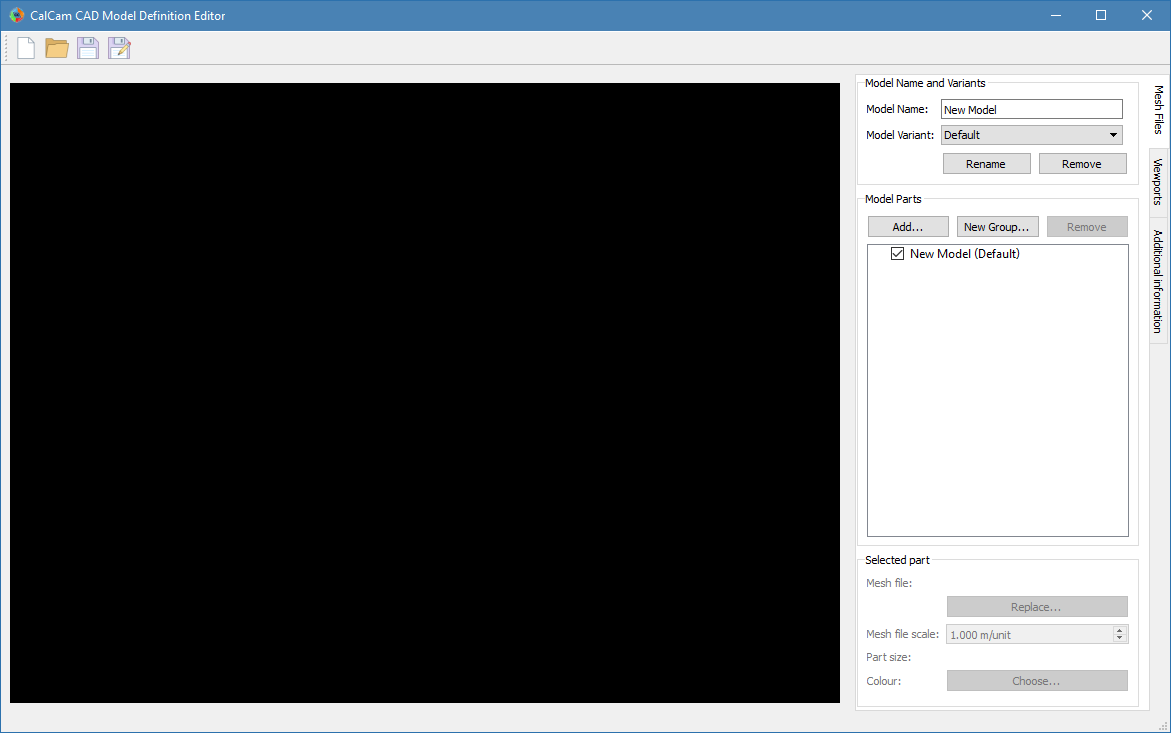 CalCam CAD Model Definition Editor
Model Name and Variants
Model Name: New Model
Model Variant: Default
Rename Remove
Model Parts
Add... New Group... Remove
New Model (Default)
Selected part
Mesh file:
Replace...
Mesh file scale: 1.000 m/unit
Part size:
Colour: Choose...
Mesh Files
Viewports
Additional information